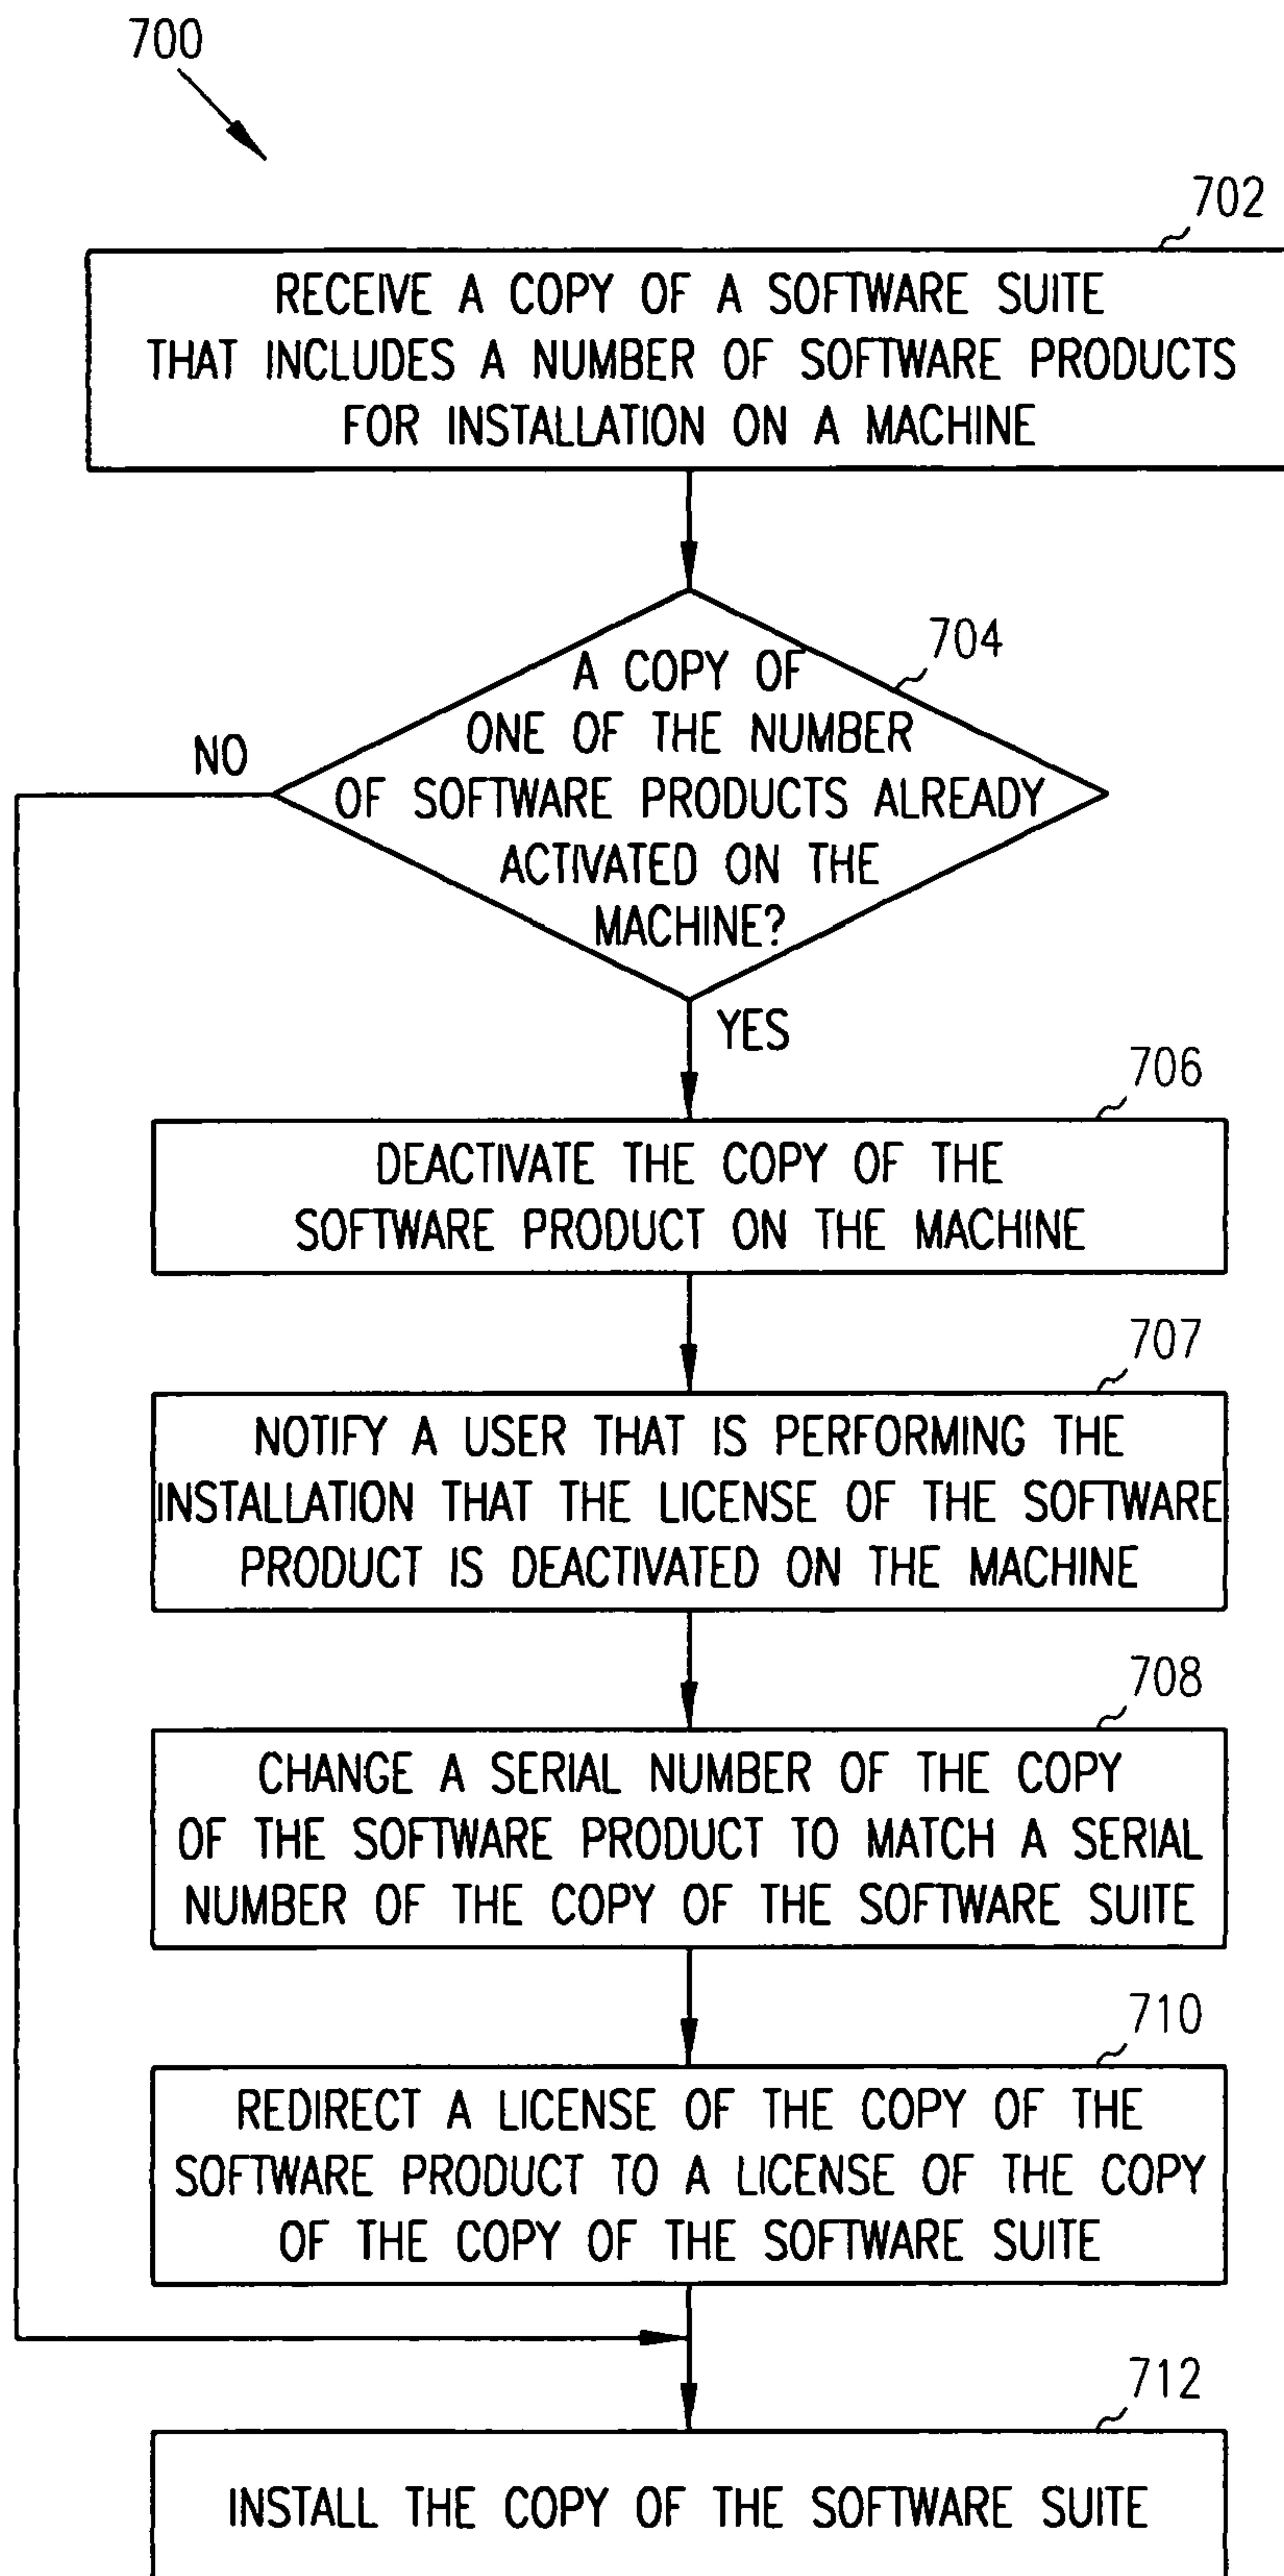 700
702
RECEIVE A COPY OF A SOFTWARE SUITE
THAT INCLUDES A NUMBER OF SOFTWARE PRODUCTS
FOR INSTALLATION ON A MACHINE
704
A COPY OF
ONE OF THE NUMBER
OF SOFTWARE PRODUCTS ALREADY
ACTIVATED ON THE
MACHINE?
NO
YES
706
DEACTIVATE THE COPY OF THE
SOFTWARE PRODUCT ON THE MACHINE
707
NOTIFY A USER THAT IS PERFORMING THE
INSTALLATION THAT THE LICENSE OF THE SOFTWARE
PRODUCT IS DEACTIVATED ON THE MACHINE
708
CHANGE A SERIAL NUMBER OF THE COPY
OF THE SOFTWARE PRODUCT TO MATCH A SERIAL
NUMBER OF THE COPY OF THE SOFTWARE SUITE
710
REDIRECT A LICENSE OF THE COPY OF THE
SOFTWARE PRODUCT TO A LICENSE OF THE COPY
OF THE COPY OF THE SOFTWARE SUITE
712
INSTALL THE COPY OF THE SOFTWARE SUITE